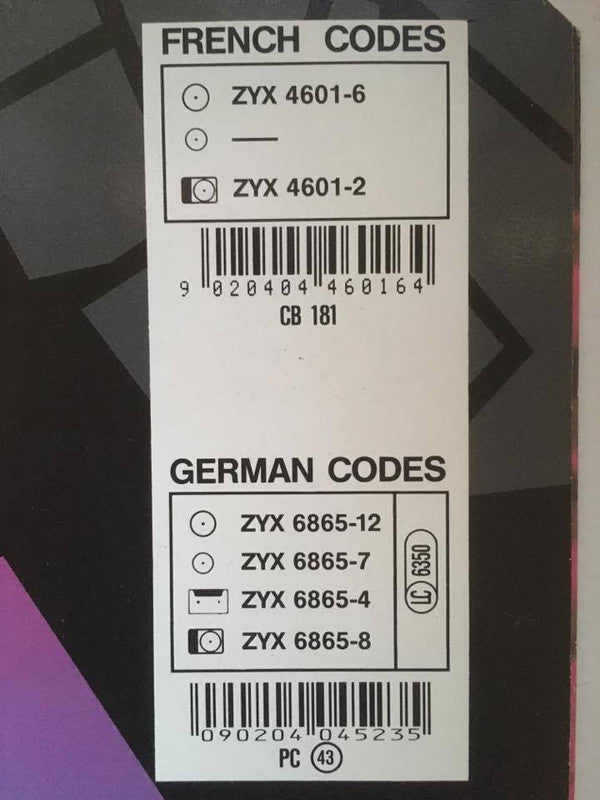 FRENCH CODES
ZYX 4601-6
—
ZYX 4601-2
9 020404 460164
CB 181
GERMAN CODES
ZYX 6865-12
ZYX 6865-7
ZYX 6865-4
ZYX 6865-8
LC 6350
090204 045235
PC 43